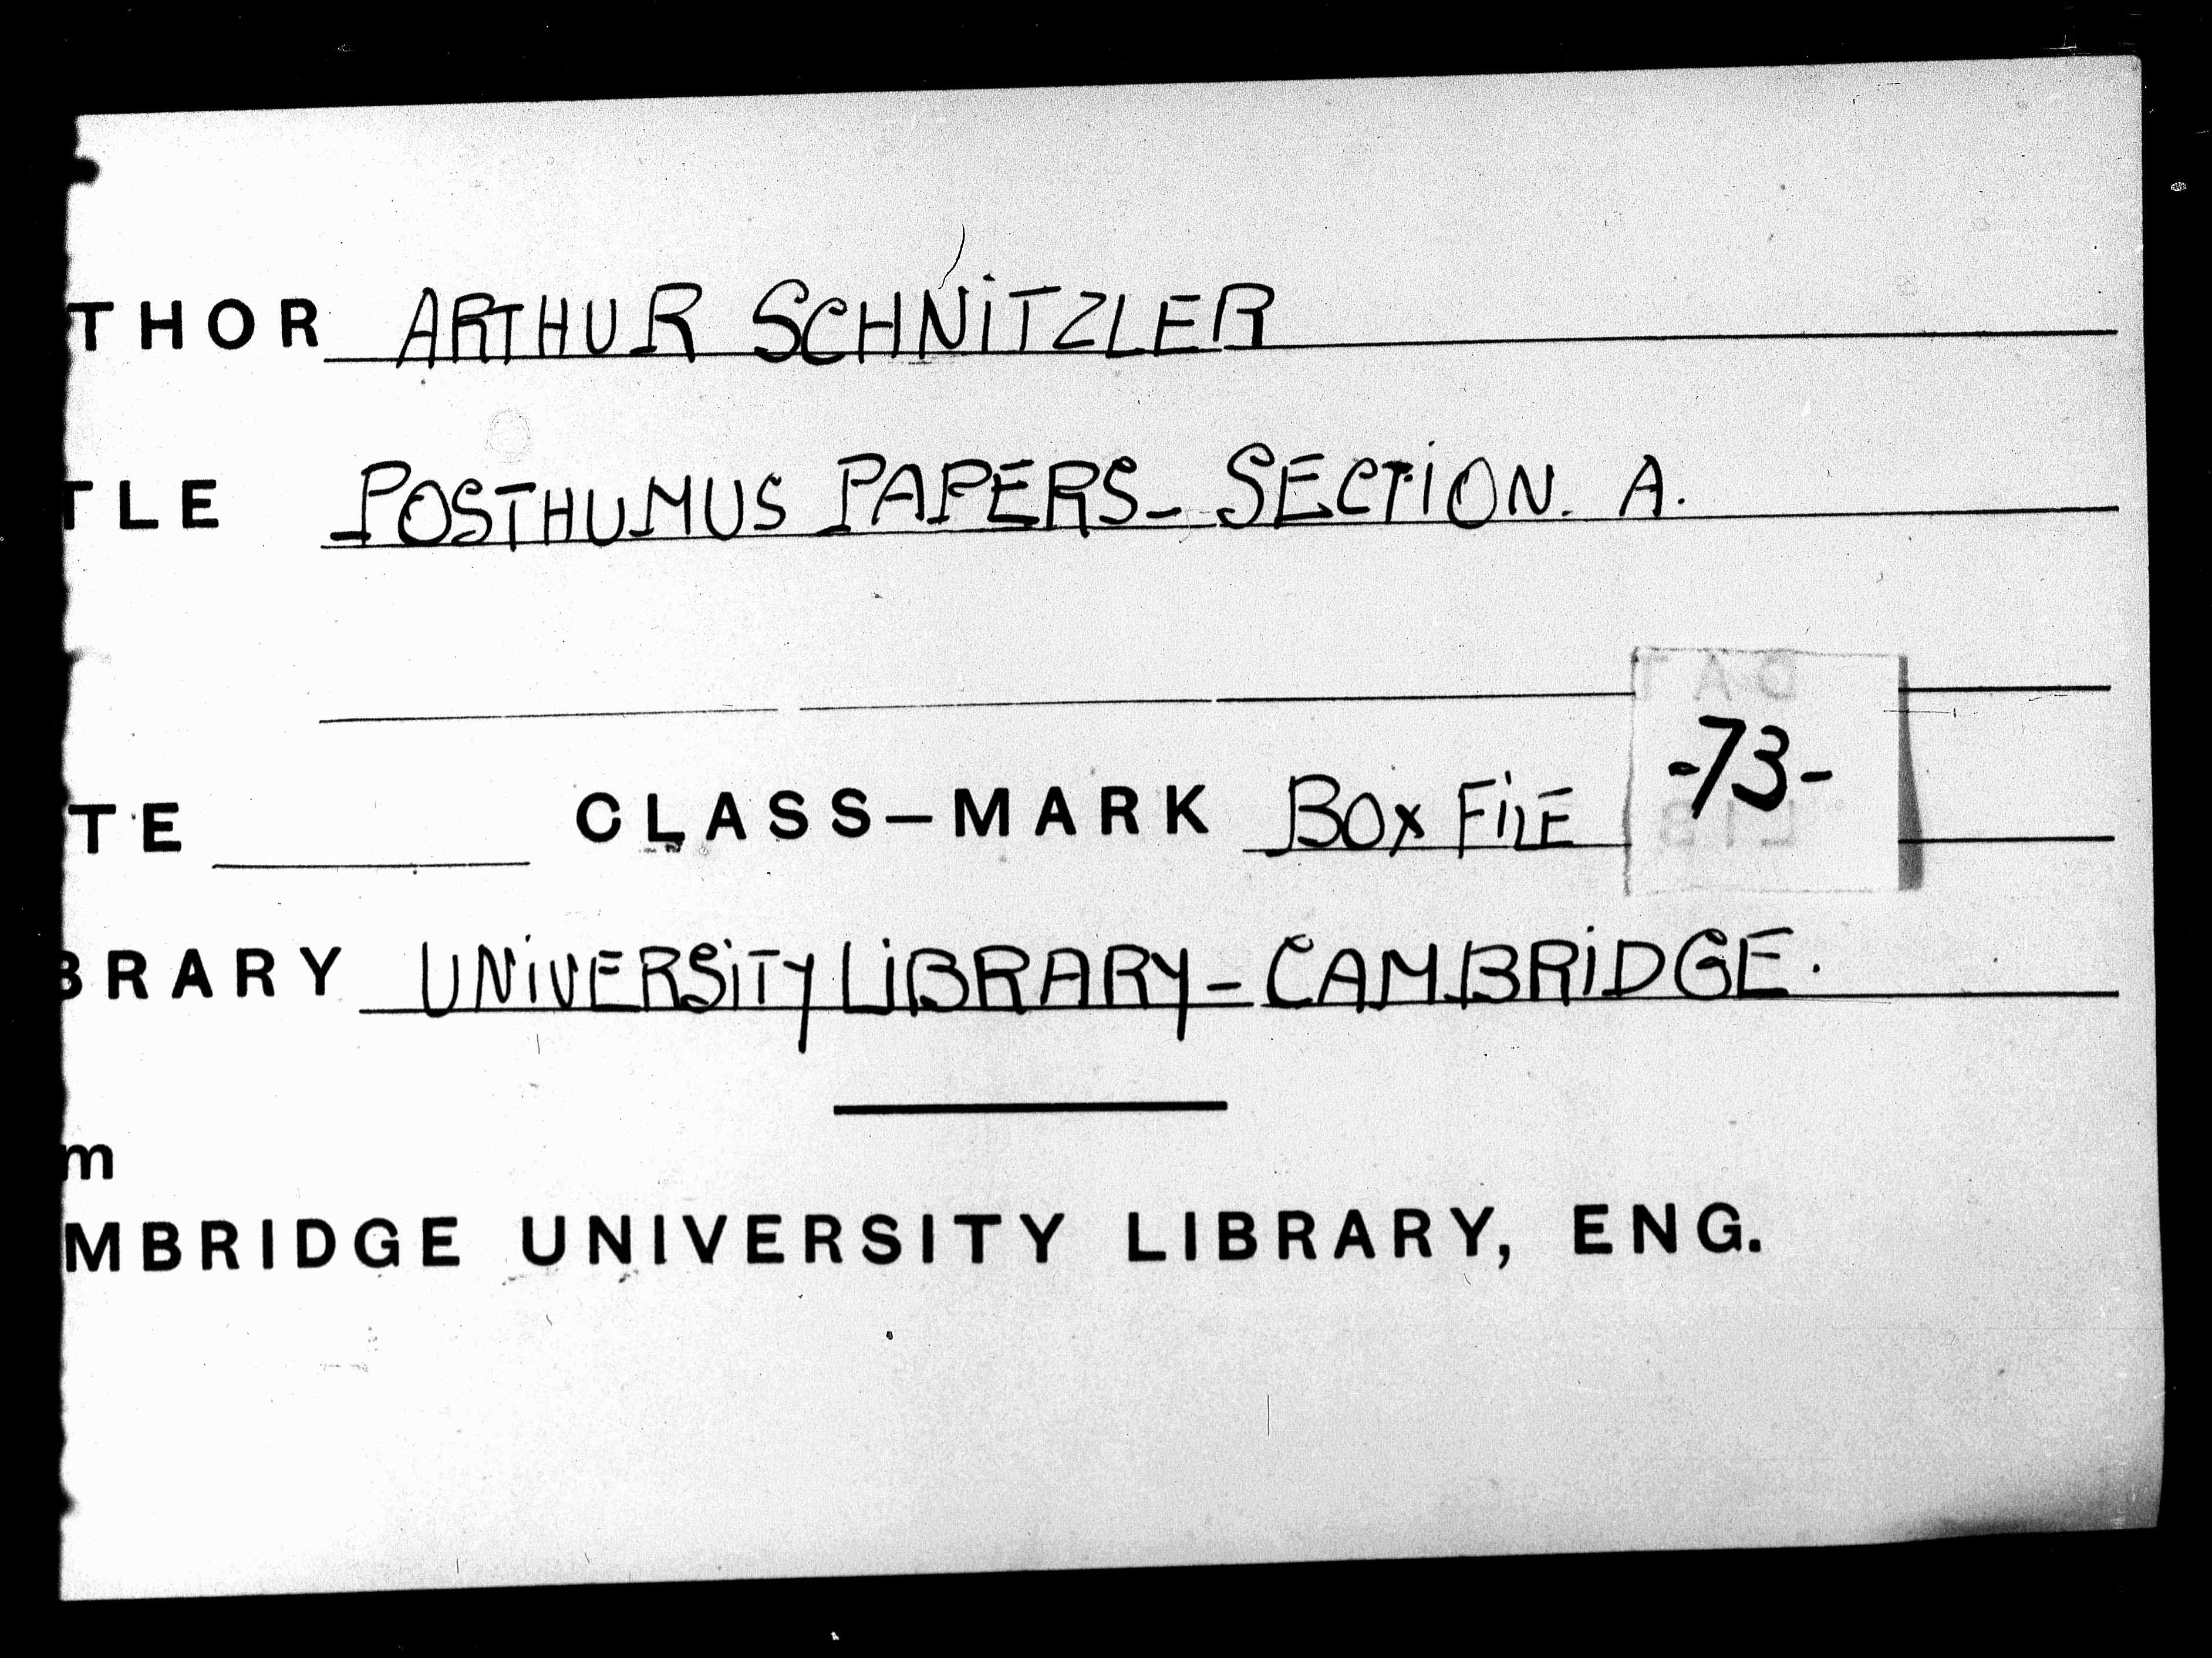 THOR ARTHUR SCHNiTZLER
TLE POSTHUMUS PAPERS- SECTiON. A.
TE CLASS-MARK BOX FiLE -73-
BRARY UNiVERSiTY LiBRARY - CAMBRiDGE.
m
MBRIDGE UNIVERSITY LIBRARY, ENG.